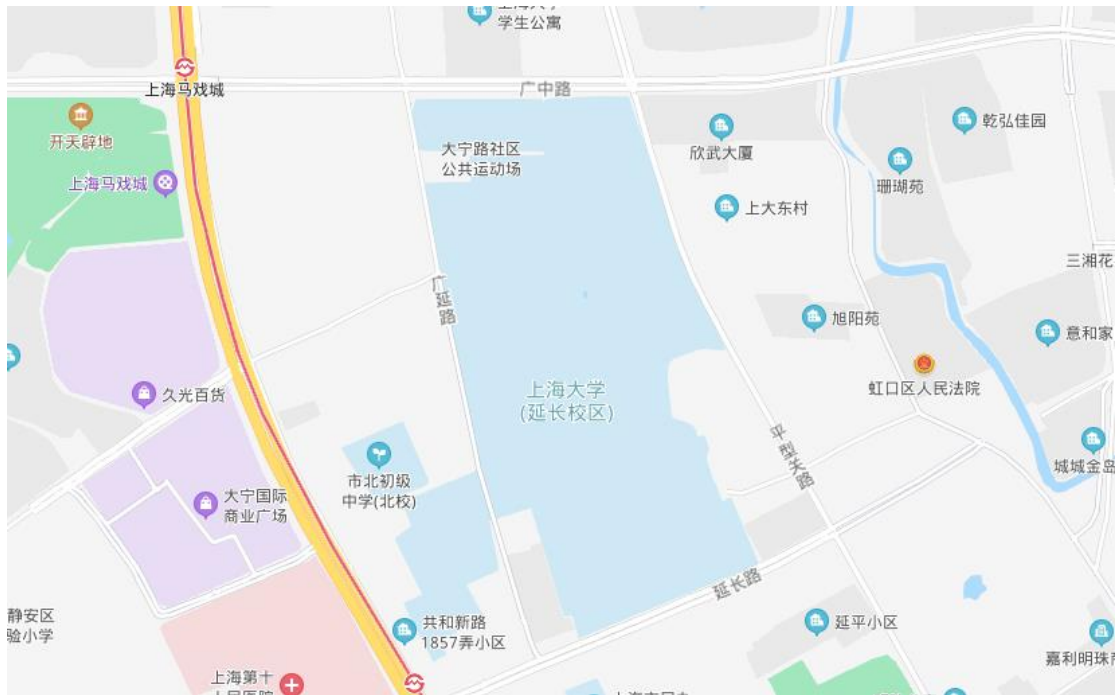 学生公寓
上海马戏城
广中路
开天辟地
大宁路社区
公共运动场
欣武大厦
乾弘佳园
上海马戏城
珊瑚苑
上大东村
三湘花
广延路
旭阳苑
意和家
久光百货
上海大学
(延长校区)
虹口区人民法院
平型关路
市北初级
中学(北校)
城城金岛
大宁国际
商业广场
延长路
静安区
验小学
共和新路
1857弄小区
延平小区
嘉利明珠
上海第十